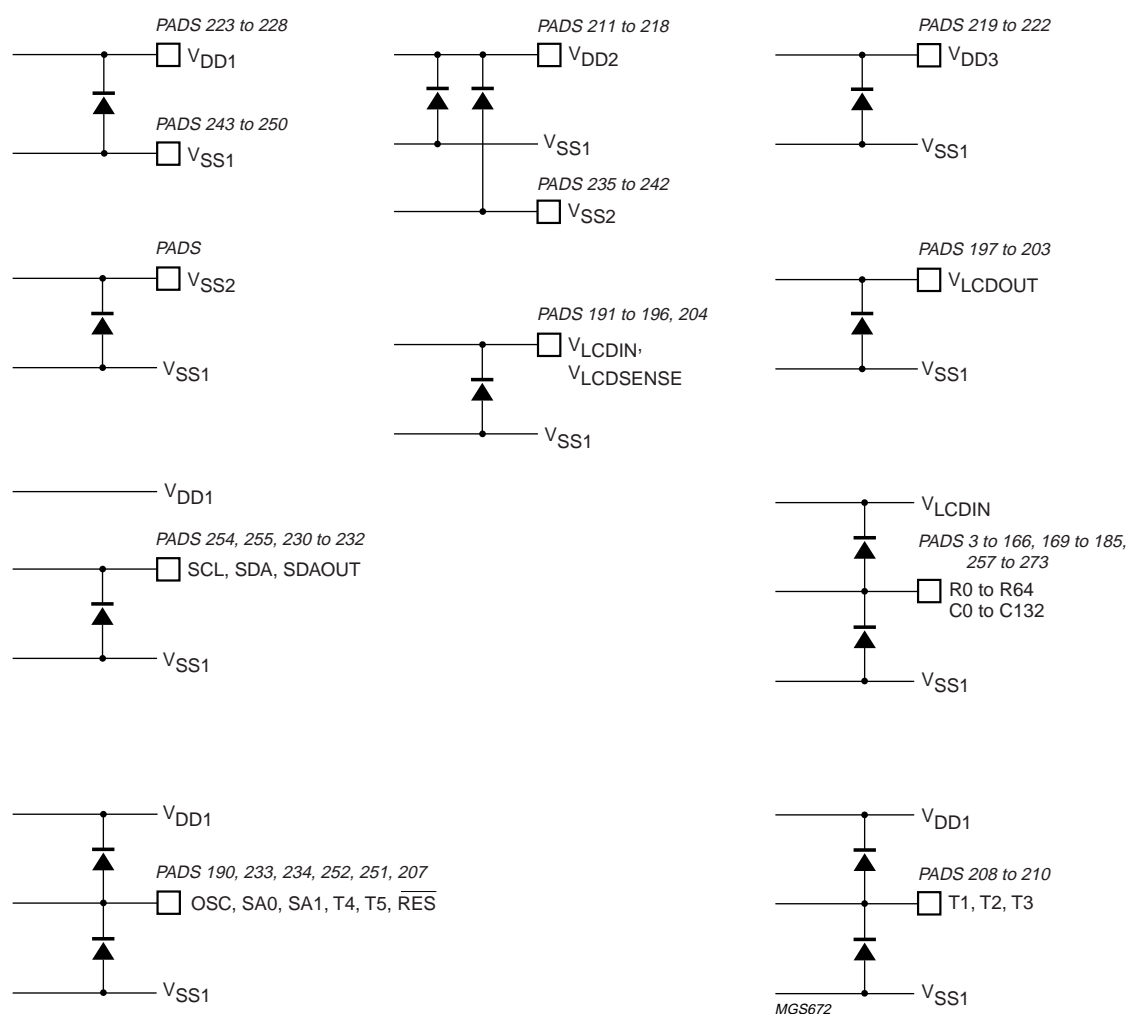 PADS 223 to 228
VDD1
PADS 243 to 250
VSS1
PADS 211 to 218
VDD2
VSS1
PADS 235 to 242
VSS2
PADS 219 to 222
VDD3
VSS1
PADS
VSS2
VSS1
PADS 191 to 196, 204
VLCDIN,
VLCDSENSE
VSS1
PADS 197 to 203
VLCDOUT
VSS1
VDD1
PADS 254, 255, 230 to 232
SCL, SDA, SDAOUT
VSS1
VLCDIN
PADS 3 to 166, 169 to 185,
257 to 273
R0 to R64
C0 to C132
VSS1
VDD1
PADS 190, 233, 234, 252, 251, 207
OSC, SA0, SA1, T4, T5, R̅E̅S̅
VSS1
VDD1
PADS 208 to 210
T1, T2, T3
VSS1
MGS672